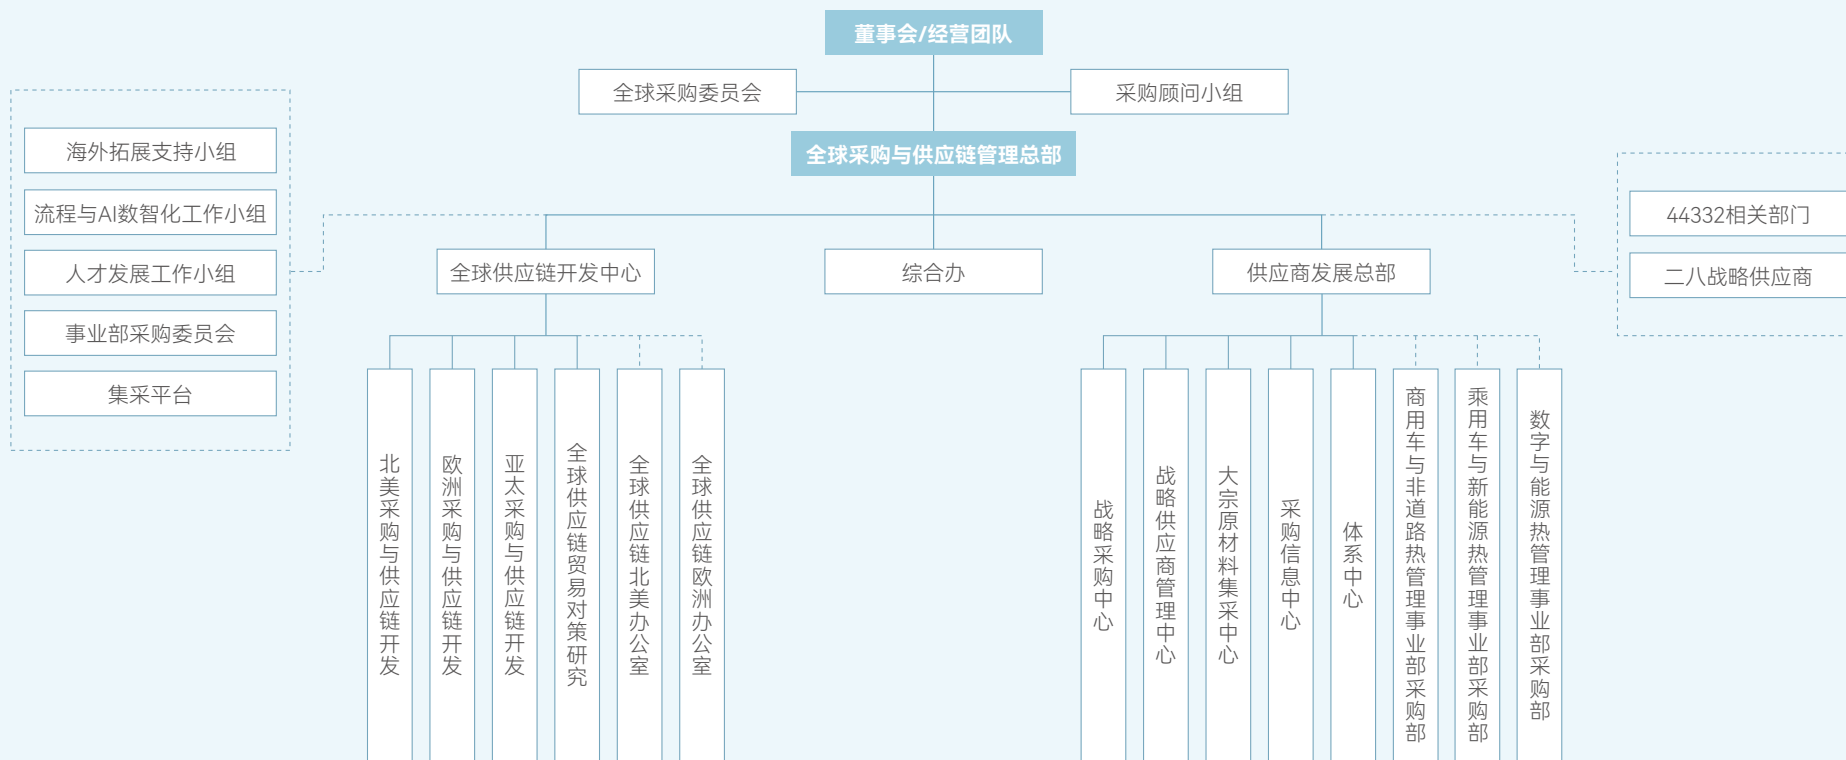 董事会/经营团队
全球采购委员会
采购顾问小组
全球采购与供应链管理总部
海外拓展支持小组
流程与AI数智化工作小组
人才发展工作小组
事业部采购委员会
集采平台
44332相关部门
二八战略供应商
全球供应链开发中心
综合办
供应商发展总部
北美采购与供应链开发
欧洲采购与供应链开发
亚太采购与供应链开发
全球供应链贸易对策研究
全球供应链北美办公室
全球供应链欧洲办公室
战略采购中心
战略供应商管理中心
大宗原材料集采中心
采购信息中心
体系中心
商用车与非道路热管理事业部采购部
乘用车与新能源热管理事业部采购部
数字与能源热管理事业部采购部